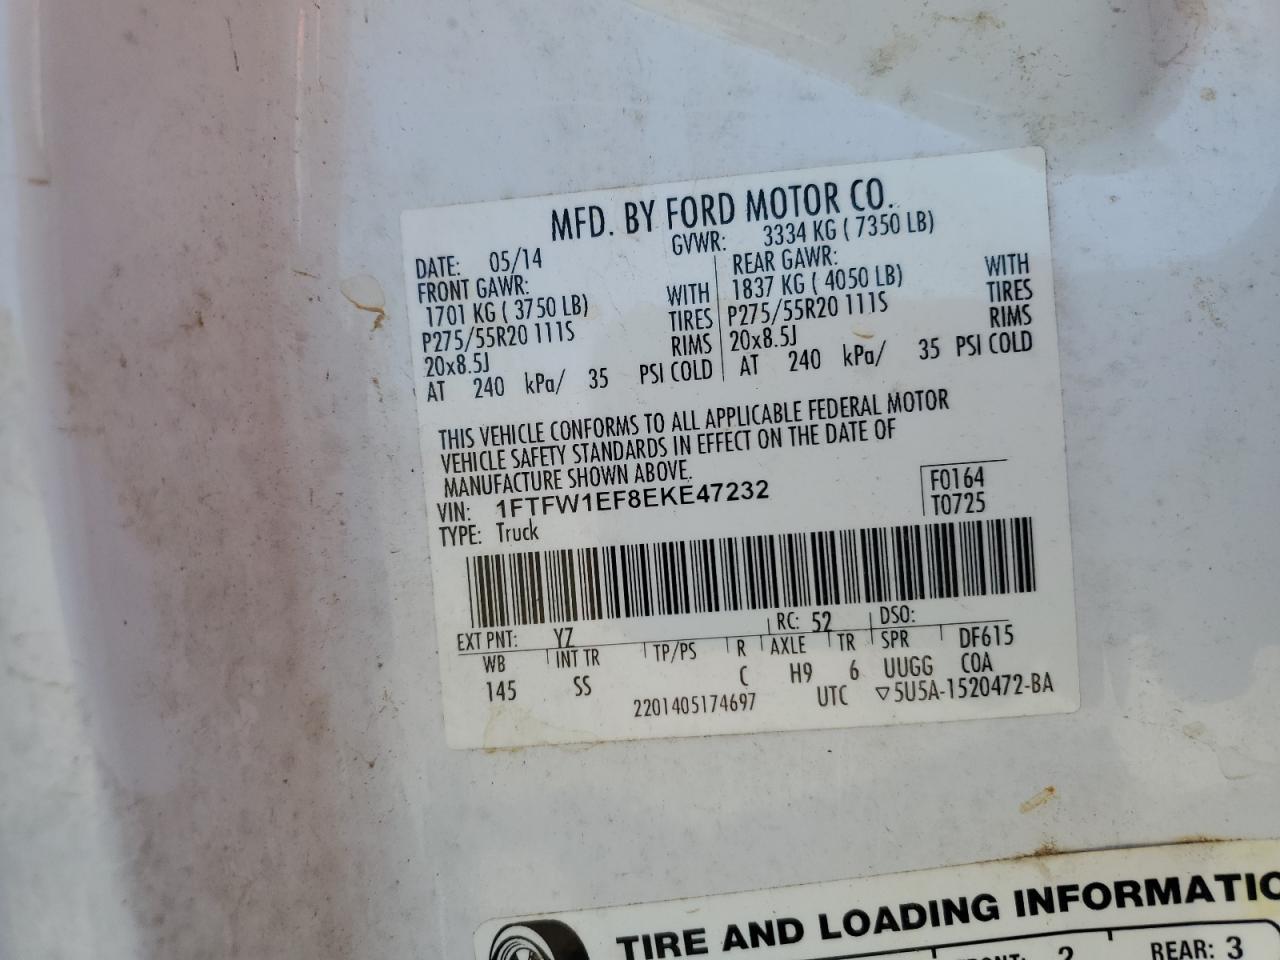 MFD. BY FORD MOTOR CO.
DATE: 05/14 GVWR: 3334 KG ( 7350 LB)
FRONT GAWR: REAR GAWR:
1701 KG ( 3750 LB) WITH 1837 KG ( 4050 LB) WITH
P275/55R20 111S TIRES P275/55R20 111S TIRES
20x8.5J RIMS 20x8.5J RIMS
AT 240 kPa/ 35 PSI COLD AT 240 kPa/ 35 PSI COLD
THIS VEHICLE CONFORMS TO ALL APPLICABLE FEDERAL MOTOR
VEHICLE SAFETY STANDARDS IN EFFECT ON THE DATE OF
MANUFACTURE SHOWN ABOVE.
VIN: 1FTFW1EF8EKE47232 F0164
TYPE: Truck T0725
EXT PNT: YZ RC: 52 DSO:
WB INT TR TP/PS R AXLE TR SPR DF615
145 SS C H9 6 UUGG COA
2201405174697 UTC ▽5U5A-1520472-BA
TIRE AND LOADING INFORMATIO
2 REAR: 3